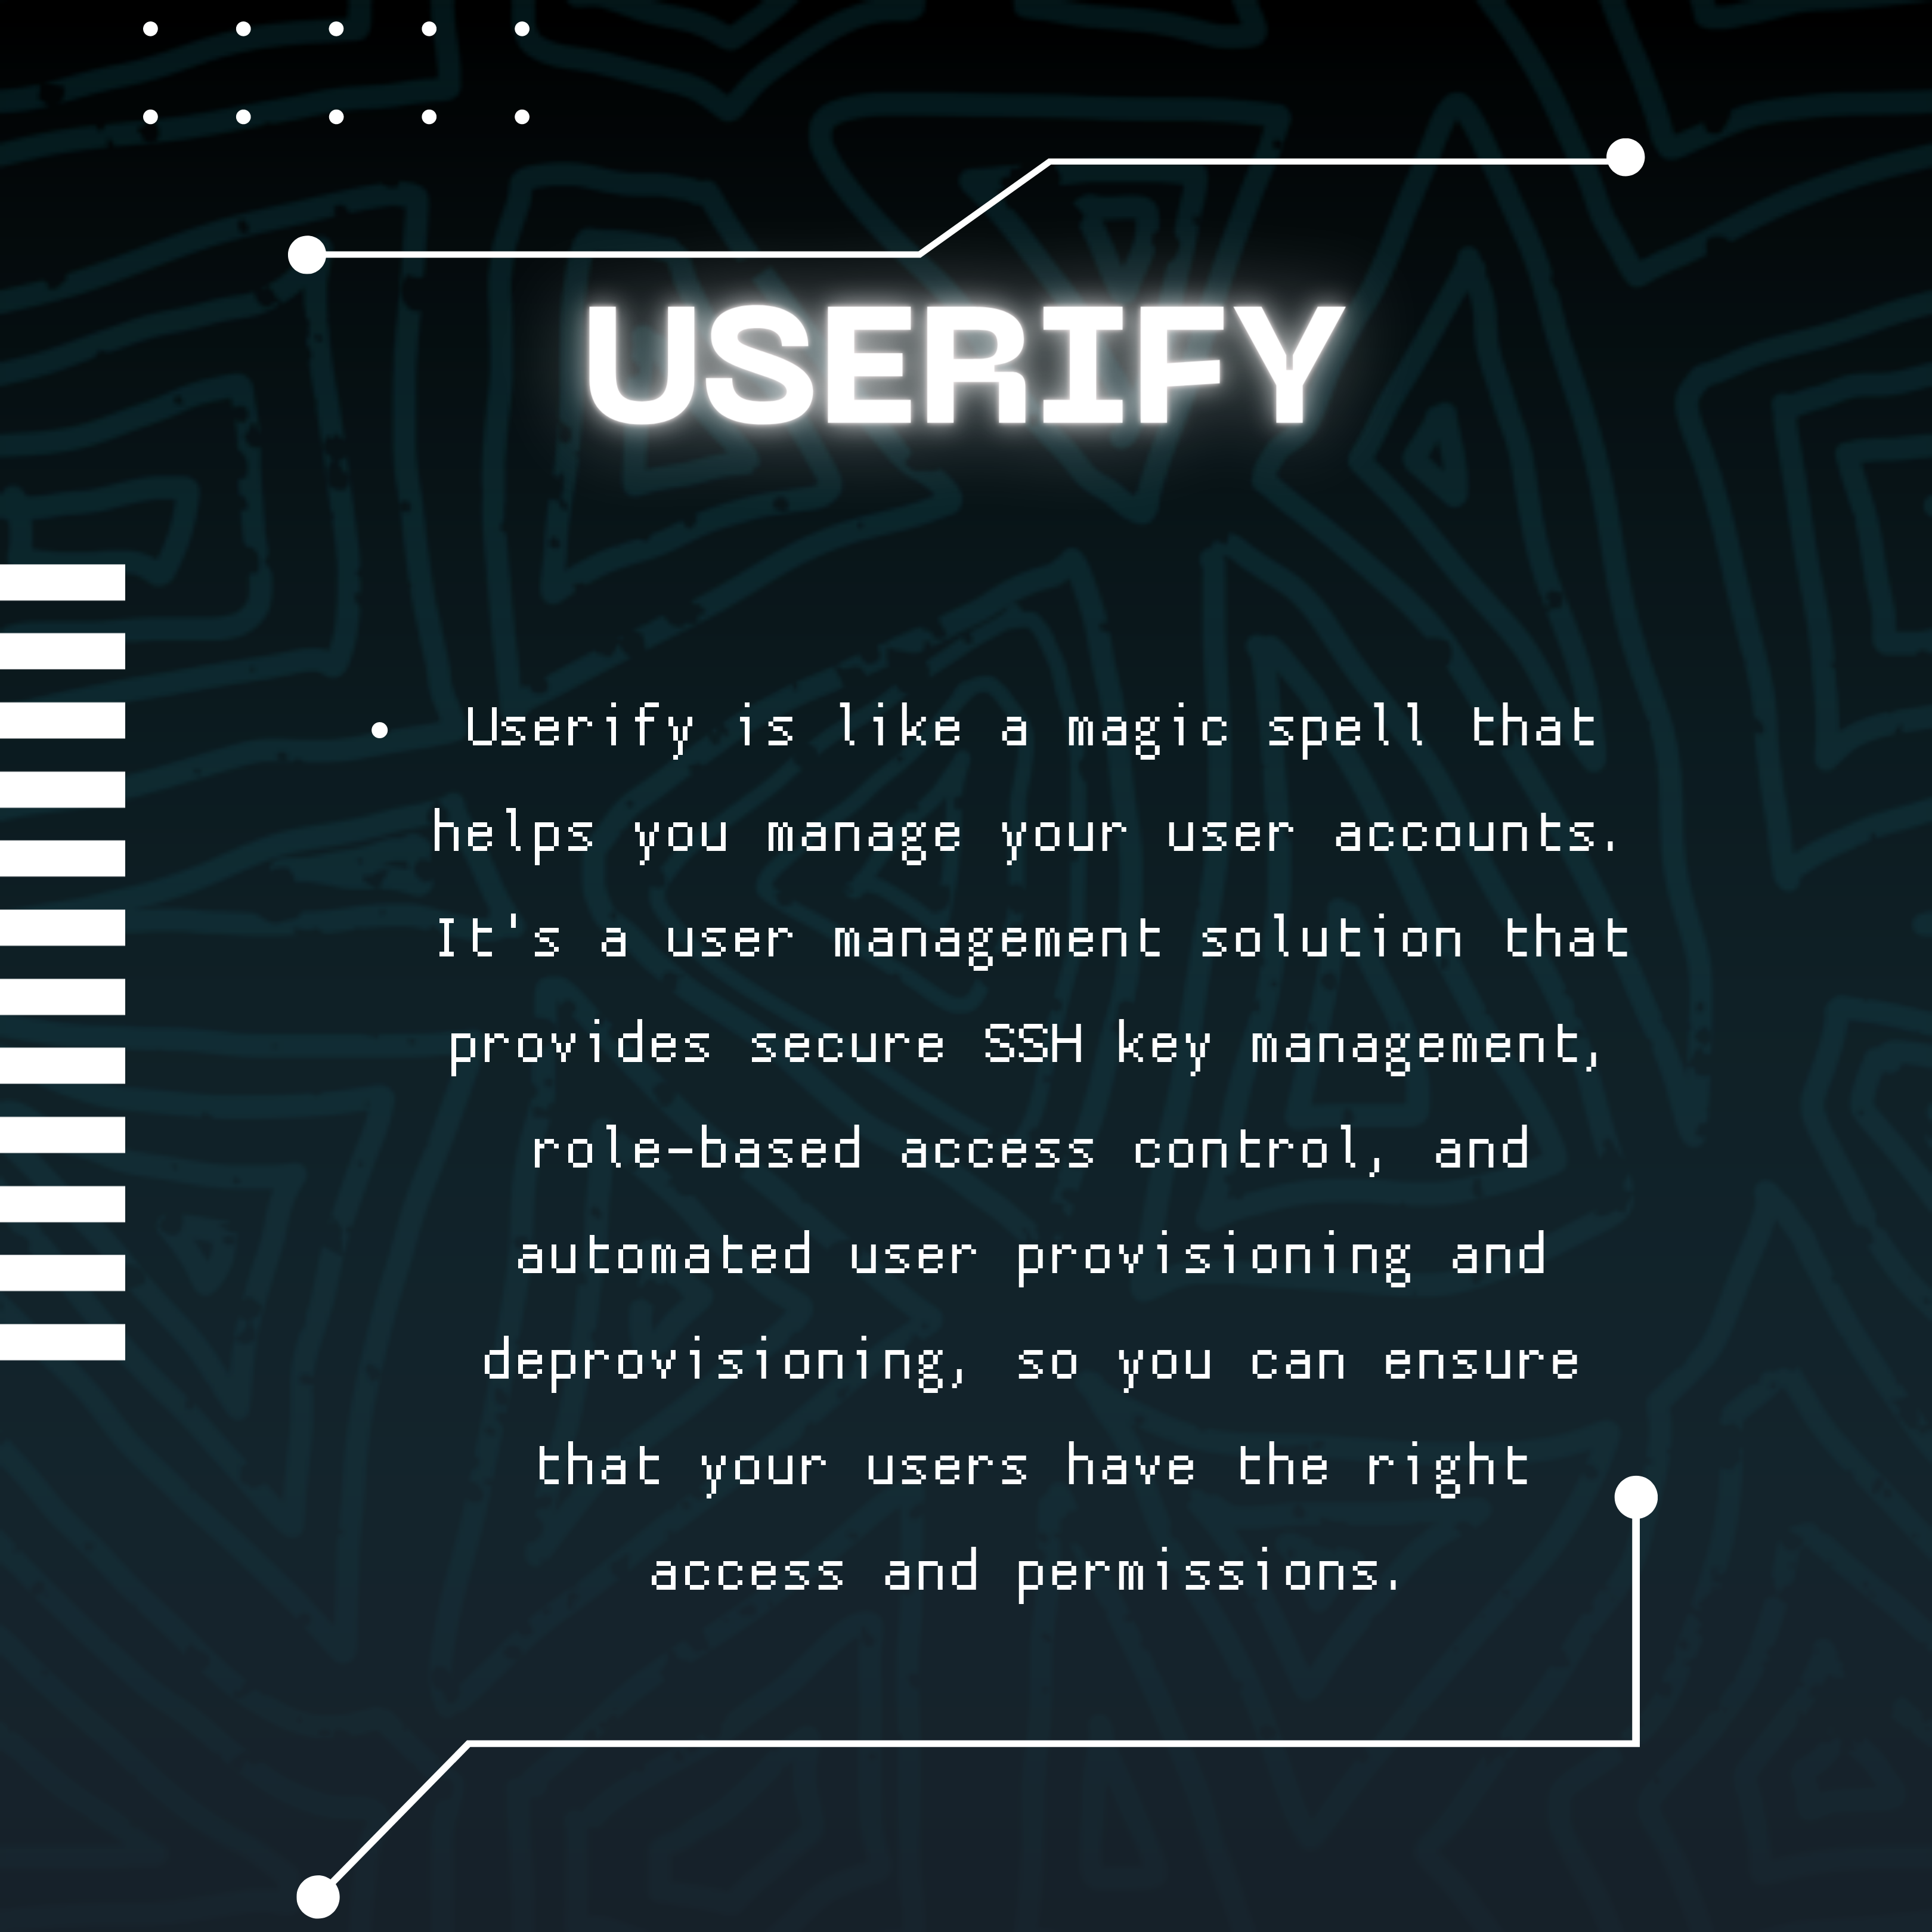 USERIFY
• Userify is like a magic spell that
helps you manage your user accounts.
It's a user management solution that
provides secure SSH key management,
role-based access control, and
automated user provisioning and
deprovisioning, so you can ensure
that your users have the right
access and permissions.